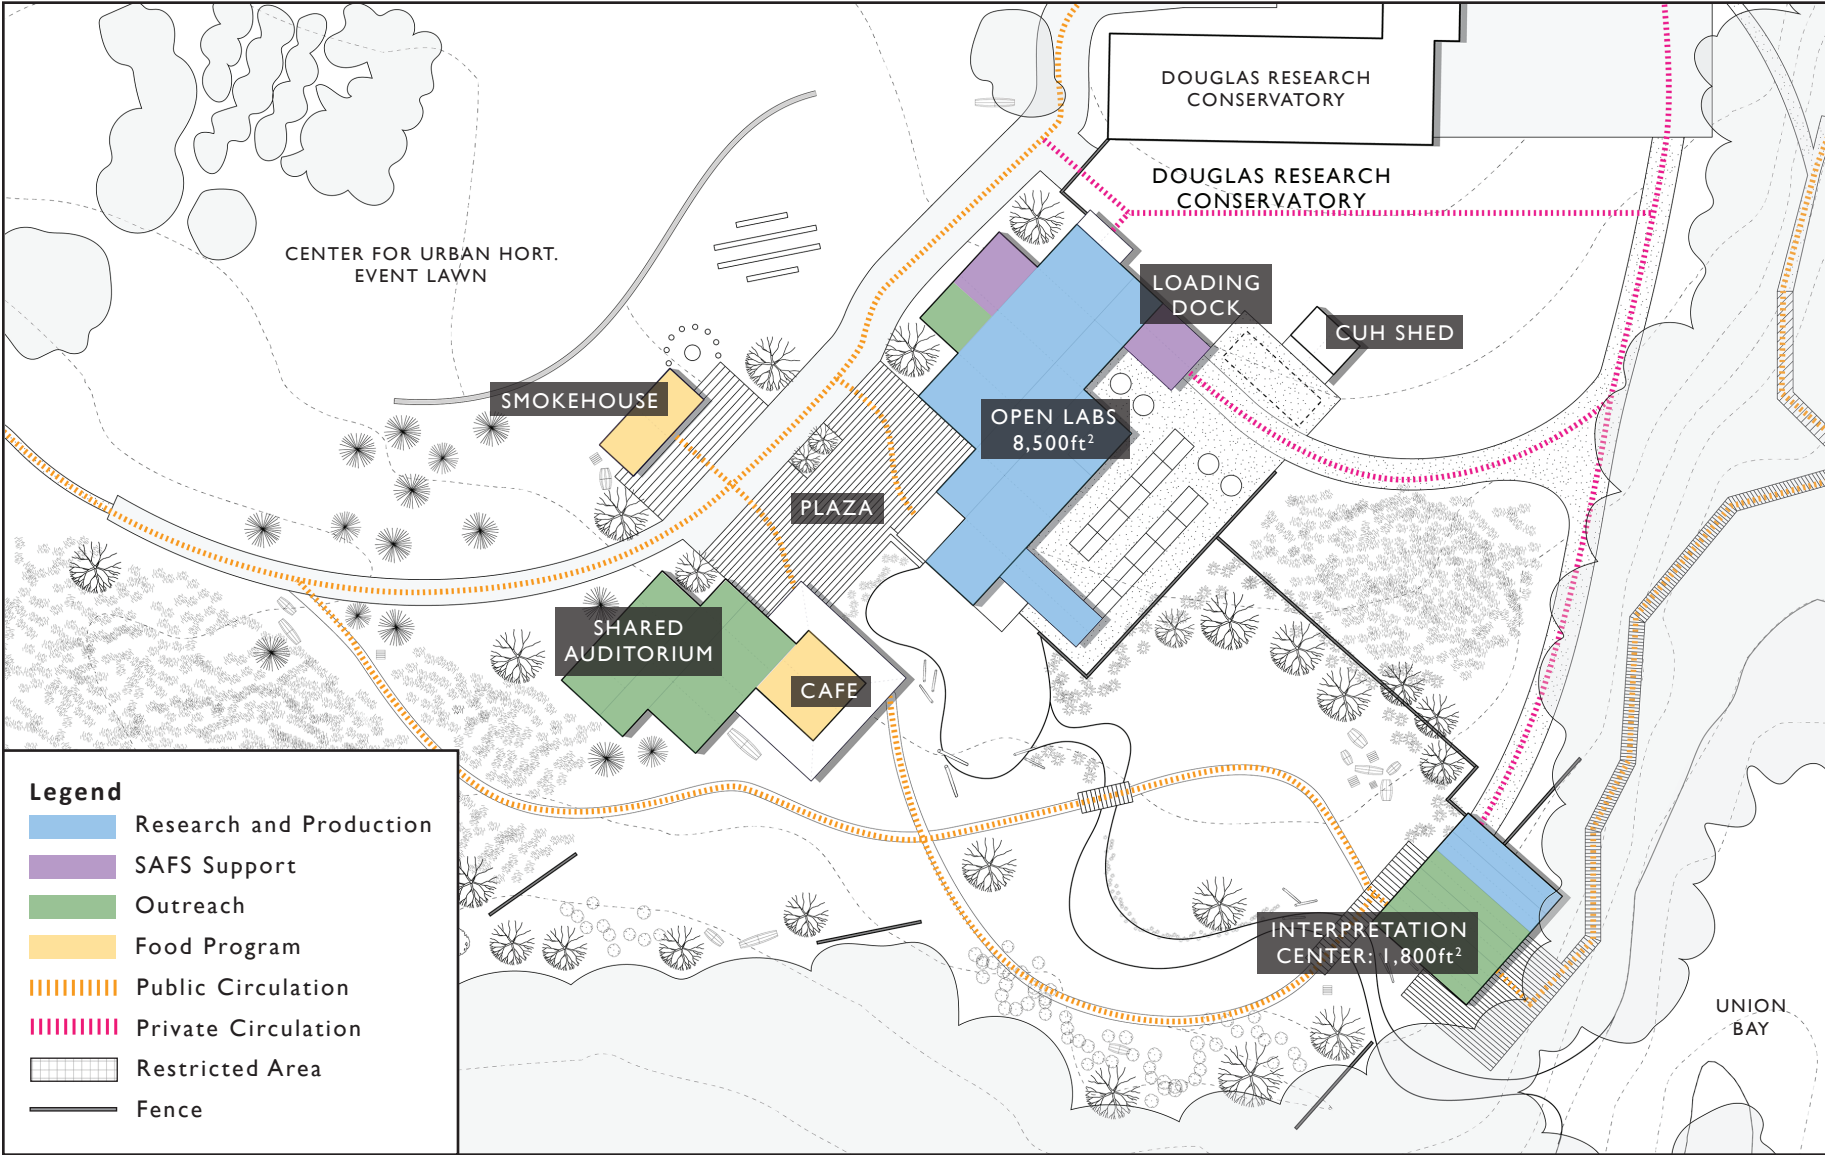 DOUGLAS RESEARCH
CONSERVATORY
DOUGLAS RESEARCH
CONSERVATORY
CENTER FOR URBAN HORT.
EVENT LAWN
LOADING
DOCK
CUH SHED
SMOKEHOUSE
OPEN LABS
8,500ft²
PLAZA
SHARED
AUDITORIUM
CAFE
INTERPRETATION
CENTER: 1,800ft²
UNION
BAY
Legend
Research and Production
SAFS Support
Outreach
Food Program
Public Circulation
Private Circulation
Restricted Area
Fence